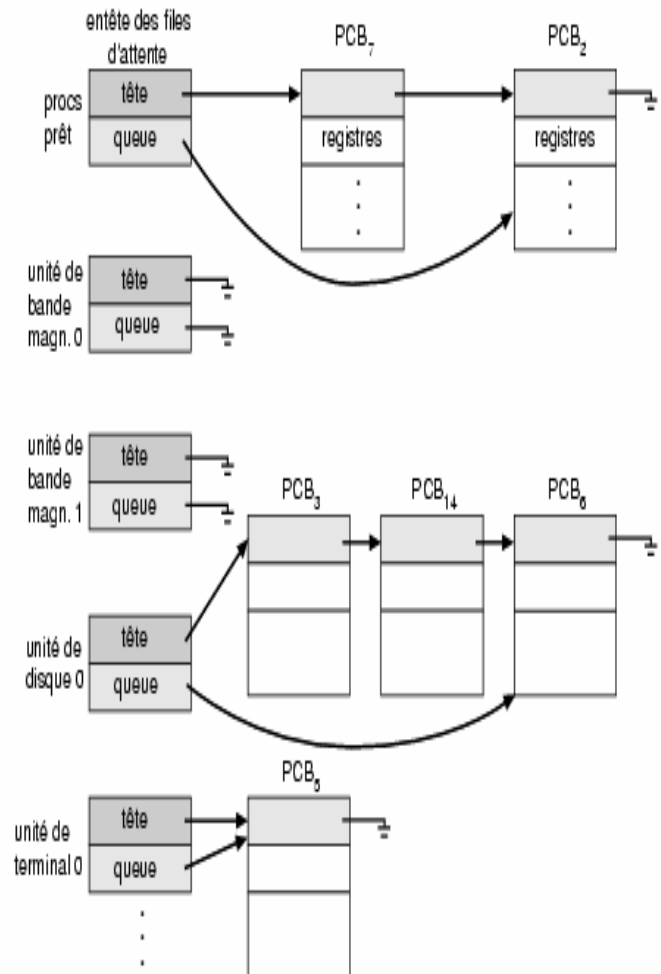 entête des files
d'attente
PCB7
PCB2
procs
prêt
tête
queue
registres
registres
unité de
bande
magn. 0
tête
queue
unité de
bande
magn. 1
tête
queue
PCB3
PCB14
PCB6
unité de
disque 0
tête
queue
PCB5
unité de
terminal 0
tête
queue